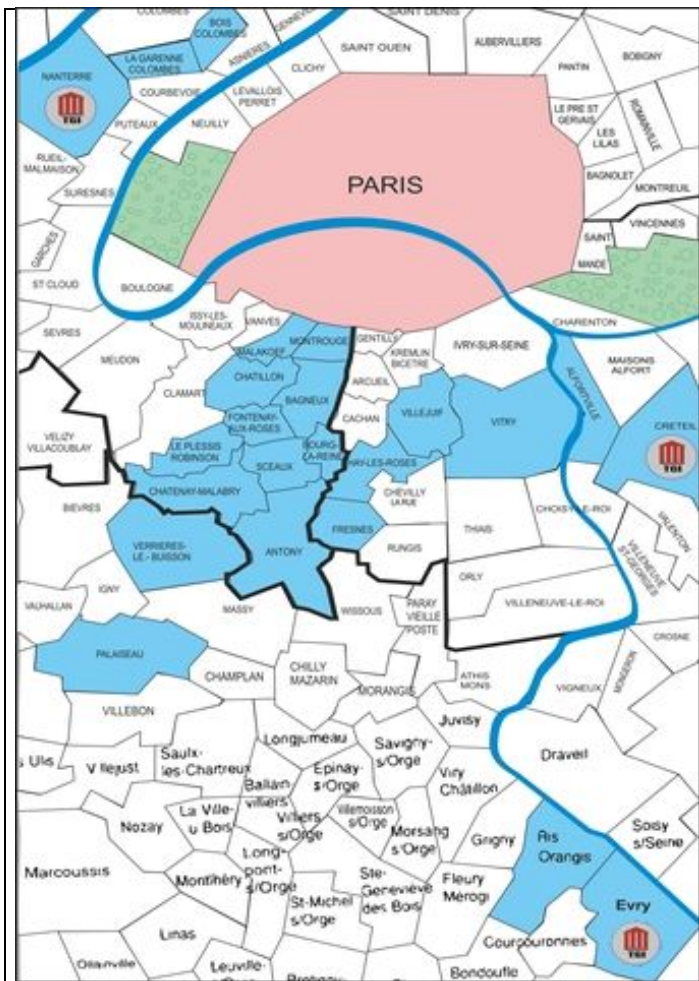 COLOMBES
BOIS
COLOMBES
SAINT DENIS
LA GARENNE
COLOMBES
ASNIERES
SAINT OUEN
AUBERVILLIERS
NANTERRE
TGI
COURBEVOIE
LEVALLOIS
PERRET
CLICHY
PANTIN
BOBIGNY
PUTEAUX
NEUILLY
LE PRE ST
GERVAIS
ROMAINVILLE
LES
LILAS
RUEIL-
MALMAISON
SURESNES
PARIS
BAGNOLET
MONTREUIL
GARCHES
VINCENNES
SAINT
MANDE
ST CLOUD
BOULOGNE
ISSY-LES-
MOULINEAUX
VANVES
CHARENTON
SEVRES
MEUDON
MALAKOFF
MONTROUGE
GENTILLY
KREMLIN
BICETRE
IVRY-SUR-SEINE
MAISONS
ALFORT
CLAMART
CHATILLON
BAGNEUX
ARCUEIL
CACHAN
VILLEJUIF
VITRY
ALFORTVILLE
CRETEIL
TGI
VELIZY
VILLACOUBLAY
FONTENAY-
AUX-ROSES
LE PLESSIS
ROBINSON
SCEAUX
BOURG-
LA-REINE
HAY-LES-ROSES
CHATENAY-MALABRY
CHEVILLY
LA RUE
BIEVRES
FRESNES
RUNGIS
THIAIS
CHOISY-LE-ROI
VALENTON
VILLENEUVE
ST-GEORGES
VERRIERES-
LE - BUISSON
ANTONY
ORLY
IGNY
VAUHALLAN
MASSY
WISSOUS
PARAY
VIEILLE
POSTE
VILLENEUVE-LE-ROI
CROSNE
PALAISEAU
CHAMPLAN
CHILLY
MAZARIN
MORANGIS
ATHIS
MONS
VIGNEUX
MONGERON
VILLEBON
Juvisy
s Ulis
Villejust
Saulx-
les-Chartreux
Longjumeau
Savigny-
s/Orge
Draveil
Ballain
villiers
Epinay-
s/Orge
Viry
Châtillon
Nozay
La Ville-
u Bois
Villiers
s/Orge
Villemoisson
s/Orge
Morsang
s/Orge
Grigny
Ris
Orangis
Soisy
s/Seine
Marcoussis
Montlhéry
Long-
pont-
s/Orge
Ste-
Geneviève
des Bois
Fleury
Mérogi
St-Michel
s/Orge
Evry
TGI
Linas
Courcouronnes
Ollainville
Leuville-
Bondoufle